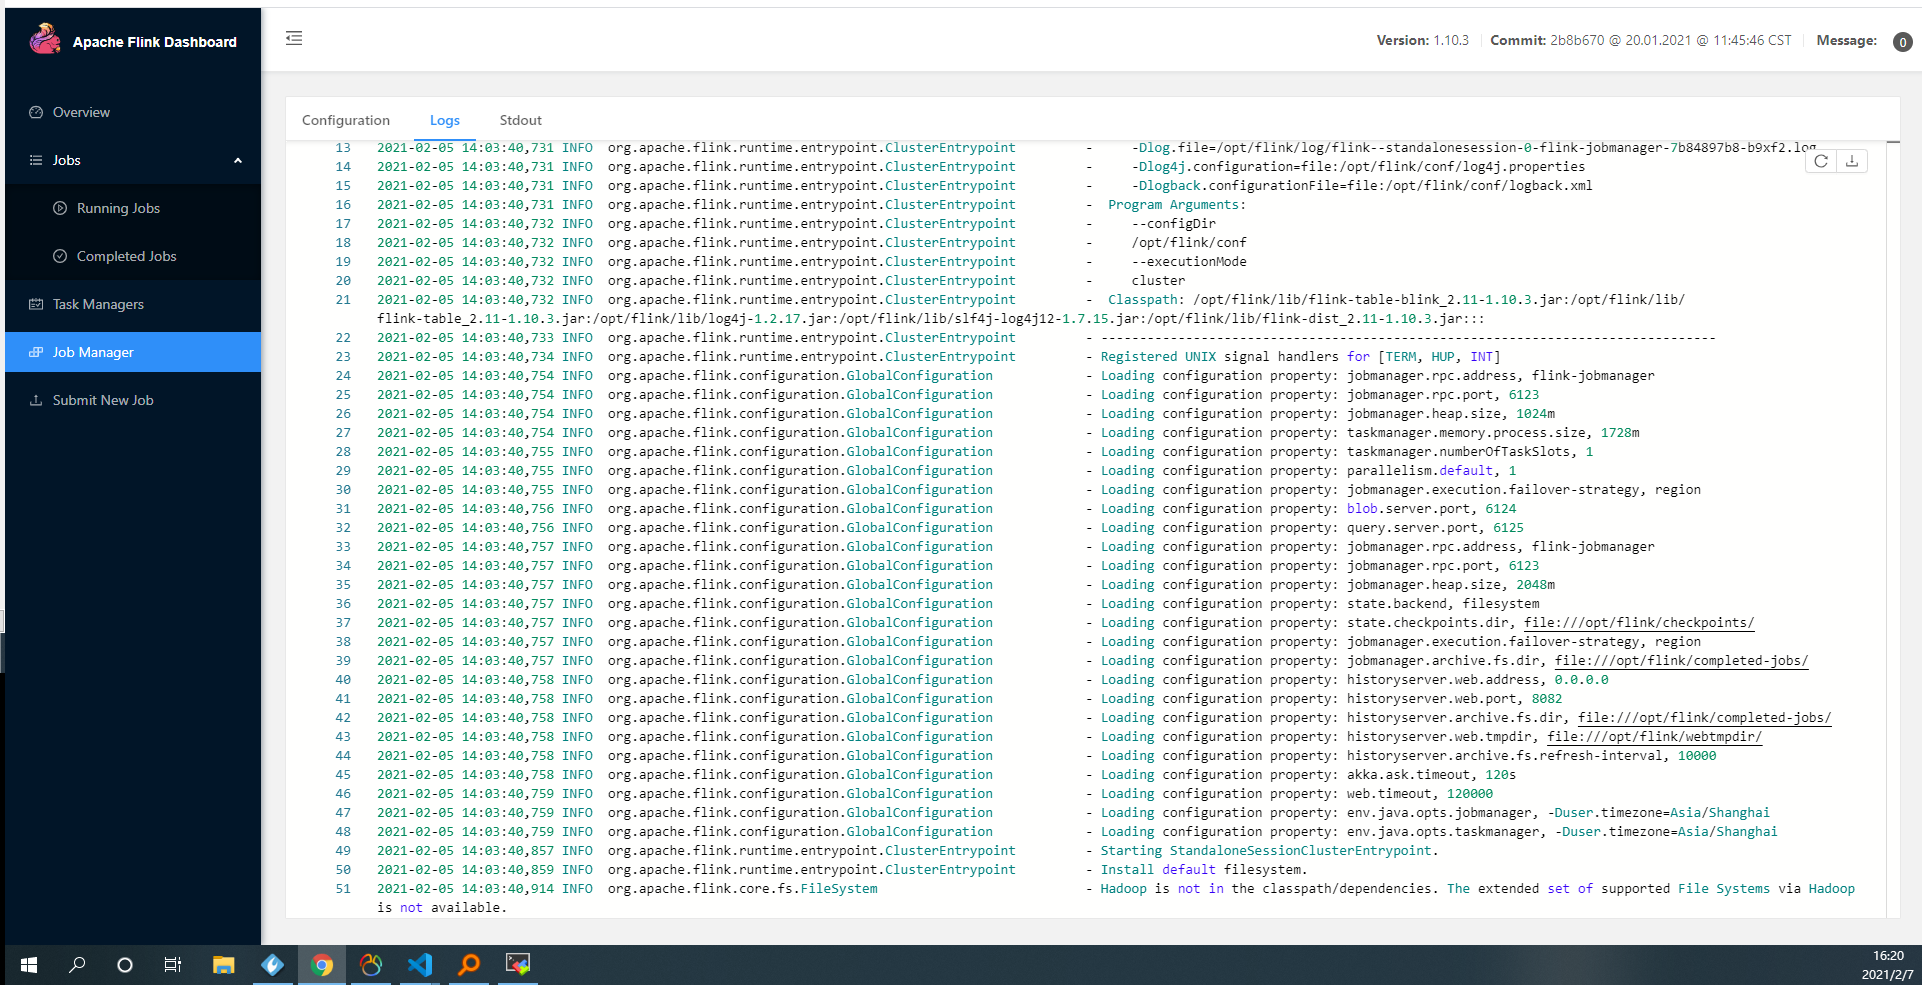 Apache Flink Dashboard
Version: 1.10.3 Commit: 2b8b670 @ 20.01.2021 @ 11:45:46 CST Message: 0
Overview
Jobs
Running Jobs
Completed Jobs
Task Managers
Job Manager
Submit New Job
Configuration Logs Stdout
13 2021-02-05 14:03:40,731 INFO org.apache.flink.runtime.entrypoint.ClusterEntrypoint - -Dlog.file=/opt/flink/log/flink--standalonesession-0-flink-jobmanager-7b84897b8-b9xf2.log
14 2021-02-05 14:03:40,731 INFO org.apache.flink.runtime.entrypoint.ClusterEntrypoint - -Dlog4j.configuration=file:/opt/flink/conf/log4j.properties
15 2021-02-05 14:03:40,731 INFO org.apache.flink.runtime.entrypoint.ClusterEntrypoint - -Dlogback.configurationFile=file:/opt/flink/conf/logback.xml
16 2021-02-05 14:03:40,731 INFO org.apache.flink.runtime.entrypoint.ClusterEntrypoint - Program Arguments:
17 2021-02-05 14:03:40,732 INFO org.apache.flink.runtime.entrypoint.ClusterEntrypoint - --configDir
18 2021-02-05 14:03:40,732 INFO org.apache.flink.runtime.entrypoint.ClusterEntrypoint - /opt/flink/conf
19 2021-02-05 14:03:40,732 INFO org.apache.flink.runtime.entrypoint.ClusterEntrypoint - --executionMode
20 2021-02-05 14:03:40,732 INFO org.apache.flink.runtime.entrypoint.ClusterEntrypoint - cluster
21 2021-02-05 14:03:40,732 INFO org.apache.flink.runtime.entrypoint.ClusterEntrypoint - Classpath: /opt/flink/lib/flink-table-blink_2.11-1.10.3.jar:/opt/flink/lib/
flink-table_2.11-1.10.3.jar:/opt/flink/lib/log4j-1.2.17.jar:/opt/flink/lib/slf4j-log4j12-1.7.15.jar:/opt/flink/lib/flink-dist_2.11-1.10.3.jar:::
22 2021-02-05 14:03:40,733 INFO org.apache.flink.runtime.entrypoint.ClusterEntrypoint - --------------------------------------------------------------------------------
23 2021-02-05 14:03:40,734 INFO org.apache.flink.runtime.entrypoint.ClusterEntrypoint - Registered UNIX signal handlers for [TERM, HUP, INT]
24 2021-02-05 14:03:40,754 INFO org.apache.flink.configuration.GlobalConfiguration - Loading configuration property: jobmanager.rpc.address, flink-jobmanager
25 2021-02-05 14:03:40,754 INFO org.apache.flink.configuration.GlobalConfiguration - Loading configuration property: jobmanager.rpc.port, 6123
26 2021-02-05 14:03:40,754 INFO org.apache.flink.configuration.GlobalConfiguration - Loading configuration property: jobmanager.heap.size, 1024m
27 2021-02-05 14:03:40,754 INFO org.apache.flink.configuration.GlobalConfiguration - Loading configuration property: taskmanager.memory.process.size, 1728m
28 2021-02-05 14:03:40,755 INFO org.apache.flink.configuration.GlobalConfiguration - Loading configuration property: taskmanager.numberOfTaskSlots, 1
29 2021-02-05 14:03:40,755 INFO org.apache.flink.configuration.GlobalConfiguration - Loading configuration property: parallelism.default, 1
30 2021-02-05 14:03:40,755 INFO org.apache.flink.configuration.GlobalConfiguration - Loading configuration property: jobmanager.execution.failover-strategy, region
31 2021-02-05 14:03:40,756 INFO org.apache.flink.configuration.GlobalConfiguration - Loading configuration property: blob.server.port, 6124
32 2021-02-05 14:03:40,756 INFO org.apache.flink.configuration.GlobalConfiguration - Loading configuration property: query.server.port, 6125
33 2021-02-05 14:03:40,757 INFO org.apache.flink.configuration.GlobalConfiguration - Loading configuration property: jobmanager.rpc.address, flink-jobmanager
34 2021-02-05 14:03:40,757 INFO org.apache.flink.configuration.GlobalConfiguration - Loading configuration property: jobmanager.rpc.port, 6123
35 2021-02-05 14:03:40,757 INFO org.apache.flink.configuration.GlobalConfiguration - Loading configuration property: jobmanager.heap.size, 2048m
36 2021-02-05 14:03:40,757 INFO org.apache.flink.configuration.GlobalConfiguration - Loading configuration property: state.backend, filesystem
37 2021-02-05 14:03:40,757 INFO org.apache.flink.configuration.GlobalConfiguration - Loading configuration property: state.checkpoints.dir, file:///opt/flink/checkpoints/
38 2021-02-05 14:03:40,757 INFO org.apache.flink.configuration.GlobalConfiguration - Loading configuration property: jobmanager.execution.failover-strategy, region
39 2021-02-05 14:03:40,757 INFO org.apache.flink.configuration.GlobalConfiguration - Loading configuration property: jobmanager.archive.fs.dir, file:///opt/flink/completed-jobs/
40 2021-02-05 14:03:40,758 INFO org.apache.flink.configuration.GlobalConfiguration - Loading configuration property: historyserver.web.address, 0.0.0.0
41 2021-02-05 14:03:40,758 INFO org.apache.flink.configuration.GlobalConfiguration - Loading configuration property: historyserver.web.port, 8082
42 2021-02-05 14:03:40,758 INFO org.apache.flink.configuration.GlobalConfiguration - Loading configuration property: historyserver.archive.fs.dir, file:///opt/flink/completed-jobs/
43 2021-02-05 14:03:40,758 INFO org.apache.flink.configuration.GlobalConfiguration - Loading configuration property: historyserver.web.tmpdir, file:///opt/flink/webtmpdir/
44 2021-02-05 14:03:40,758 INFO org.apache.flink.configuration.GlobalConfiguration - Loading configuration property: historyserver.archive.fs.refresh-interval, 10000
45 2021-02-05 14:03:40,758 INFO org.apache.flink.configuration.GlobalConfiguration - Loading configuration property: akka.ask.timeout, 120s
46 2021-02-05 14:03:40,759 INFO org.apache.flink.configuration.GlobalConfiguration - Loading configuration property: web.timeout, 120000
47 2021-02-05 14:03:40,759 INFO org.apache.flink.configuration.GlobalConfiguration - Loading configuration property: env.java.opts.jobmanager, -Duser.timezone=Asia/Shanghai
48 2021-02-05 14:03:40,759 INFO org.apache.flink.configuration.GlobalConfiguration - Loading configuration property: env.java.opts.taskmanager, -Duser.timezone=Asia/Shanghai
49 2021-02-05 14:03:40,857 INFO org.apache.flink.runtime.entrypoint.ClusterEntrypoint - Starting StandaloneSessionClusterEntrypoint.
50 2021-02-05 14:03:40,859 INFO org.apache.flink.runtime.entrypoint.ClusterEntrypoint - Install default filesystem.
51 2021-02-05 14:03:40,914 INFO org.apache.flink.core.fs.FileSystem - Hadoop is not in the classpath/dependencies. The extended set of supported File Systems via Hadoop
is not available.
16:20
2021/2/7